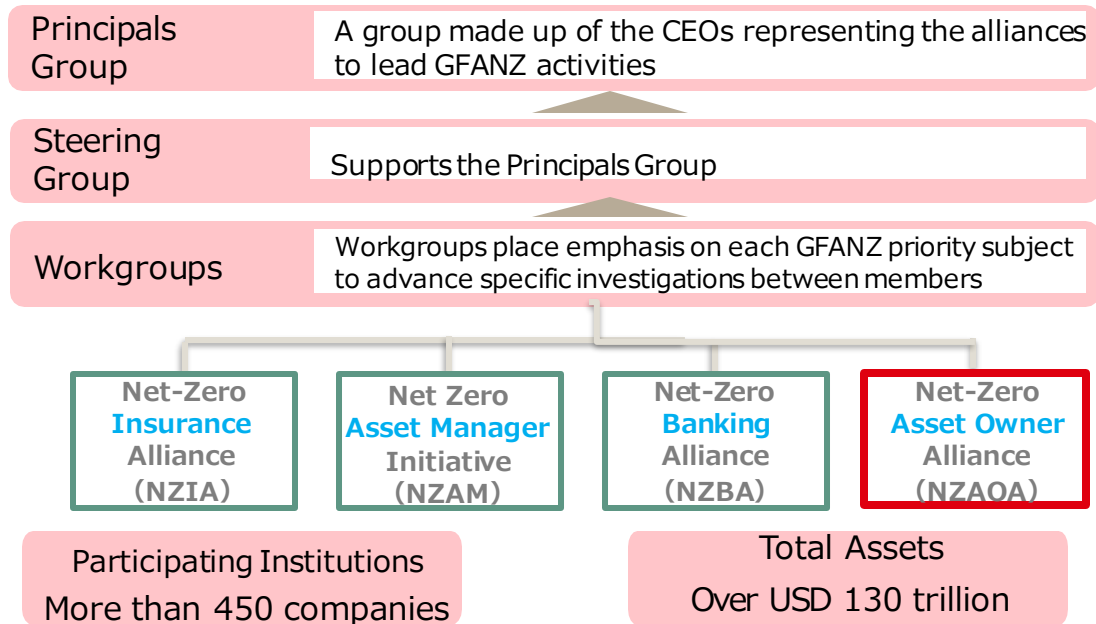 Principals
Group
A group made up of the CEOs representing the alliances
to lead GFANZ activities
Steering
Group
Supports the Principals Group
Workgroups
Workgroups place emphasis on each GFANZ priority subject
to advance specific investigations between members
Net-Zero
Insurance
Alliance
（NZIA）
Net Zero
Asset Manager
Initiative
（NZAM）
Net-Zero
Banking
Alliance
（NZBA）
Net-Zero
Asset Owner
Alliance
（NZAOA）
Participating Institutions
More than 450 companies
Total Assets
Over USD 130 trillion